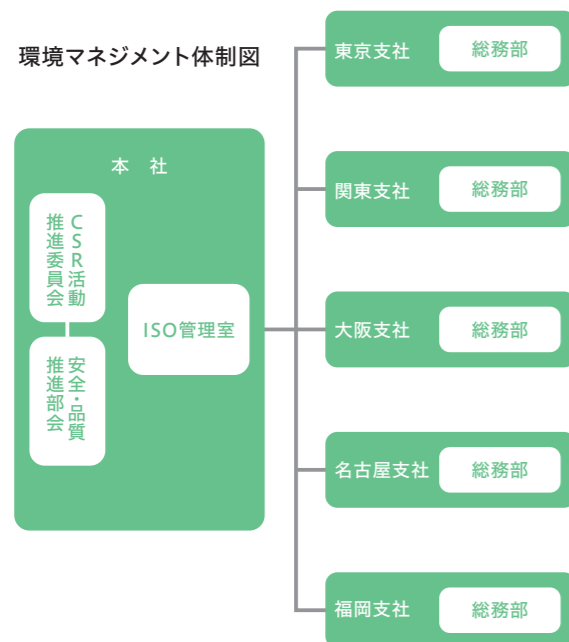 環境マネジメント体制図
本 社
CSR活動
推進委員会
安全・品質
推進部会
ISO管理室
東京支社
総務部
関東支社
総務部
大阪支社
総務部
名古屋支社
総務部
福岡支社
総務部